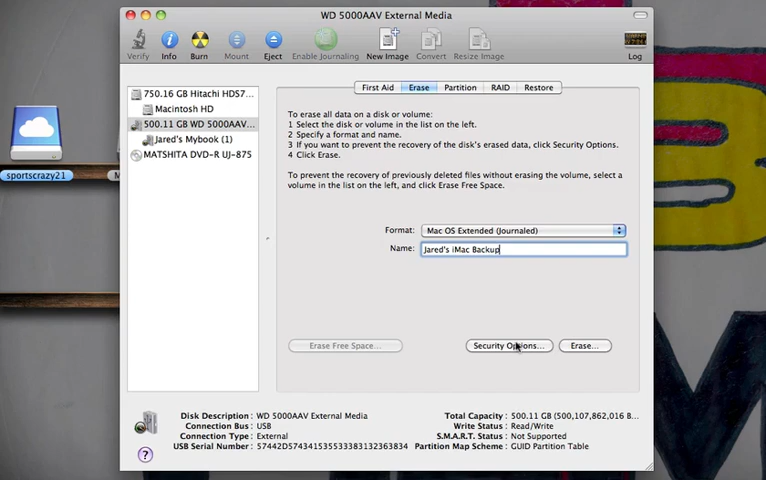 WD 5000AAV External Media
Verify
Info
Burn
Mount
Eject
Enable Journaling
New Image
Convert
Resize Image
Log
750.16 GB Hitachi HDS7...
Macintosh HD
500.11 GB WD 5000AAV...
Jared's Mybook (1)
MATSHITA DVD-R UJ-875
sportscrazy21
First Aid
Erase
Partition
RAID
Restore
To erase all data on a disk or volume:
1 Select the disk or volume in the list on the left.
2 Specify a format and name.
3 If you want to prevent the recovery of the disk's erased data, click Security Options.
4 Click Erase.
To prevent the recovery of previously deleted files without erasing the volume, select a
volume in the list on the left, and click Erase Free Space.
Format: Mac OS Extended (Journaled)
Name: Jared's iMac Backup
Erase Free Space...
Security Options...
Erase...
Disk Description : WD 5000AAV External Media
Connection Bus : USB
Connection Type : External
USB Serial Number : 57442D574341535533383132363834
Total Capacity : 500.11 GB (500,107,862,016 B...
Write Status : Read/Write
S.M.A.R.T. Status : Not Supported
Partition Map Scheme : GUID Partition Table